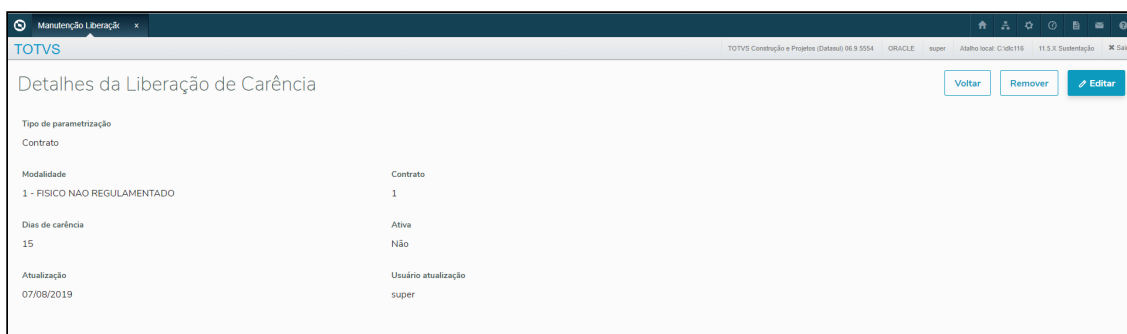 Manutenção Liberaçãc x
TOTVS
TOTVS Construção e Projetos (Datasul) 06.9.5554 ORACLE super Atalho local: C:\dlc116 11.5.X Sustentação ✖ Sai
Detalhes da Liberação de Carência
Voltar Remover Editar
Tipo de parametrização
Contrato
Modalidade Contrato
1 - FISICO NAO REGULAMENTADO 1
Dias de carência Ativa
15 Não
Atualização Usuário atualização
07/08/2019 super